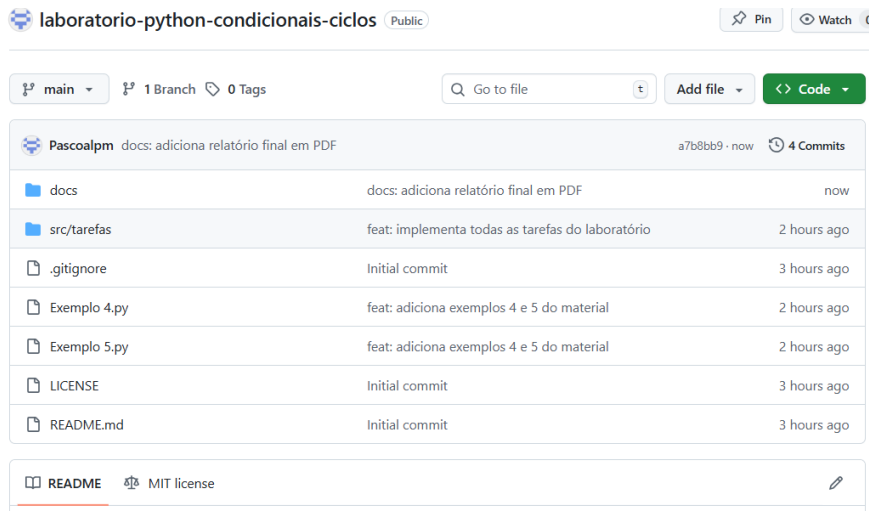 laboratorio-python-condicionais-ciclos Public Pin Watch 0
main 1 Branch 0 Tags Go to file t Add file Code
Pascoalpm docs: adiciona relatório final em PDF a7b8bb9 · now 4 Commits
docs docs: adiciona relatório final em PDF now
src/tarefas feat: implementa todas as tarefas do laboratório 2 hours ago
.gitignore Initial commit 3 hours ago
Exemplo 4.py feat: adiciona exemplos 4 e 5 do material 2 hours ago
Exemplo 5.py feat: adiciona exemplos 4 e 5 do material 2 hours ago
LICENSE Initial commit 3 hours ago
README.md Initial commit 3 hours ago
README MIT license